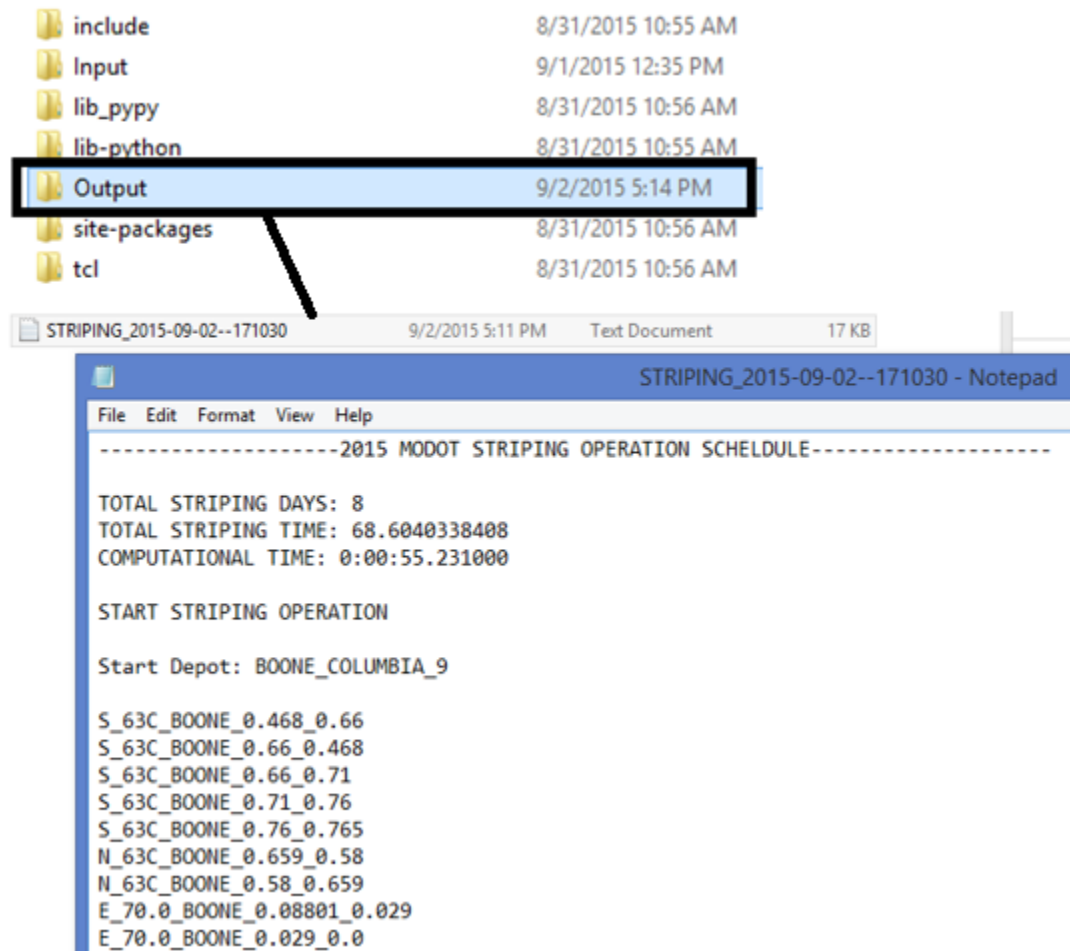 include 8/31/2015 10:55 AM
Input 9/1/2015 12:35 PM
lib_pypy 8/31/2015 10:56 AM
lib-python 8/31/2015 10:55 AM
Output 9/2/2015 5:14 PM
site-packages 8/31/2015 10:56 AM
tcl 8/31/2015 10:56 AM
STRIPING_2015-09-02--171030 9/2/2015 5:11 PM Text Document 17 KB
STRIPING_2015-09-02--171030 - Notepad
File Edit Format View Help
--------------------2015 MODOT STRIPING OPERATION SCHELDULE--------------------
TOTAL STRIPING DAYS: 8
TOTAL STRIPING TIME: 68.6040338408
COMPUTATIONAL TIME: 0:00:55.231000
START STRIPING OPERATION
Start Depot: BOONE_COLUMBIA_9
S_63C_BOONE_0.468_0.66
S_63C_BOONE_0.66_0.468
S_63C_BOONE_0.66_0.71
S_63C_BOONE_0.71_0.76
S_63C_BOONE_0.76_0.765
N_63C_BOONE_0.659_0.58
N_63C_BOONE_0.58_0.659
E_70.0_BOONE_0.08801_0.029
E_70.0_BOONE_0.029_0.0